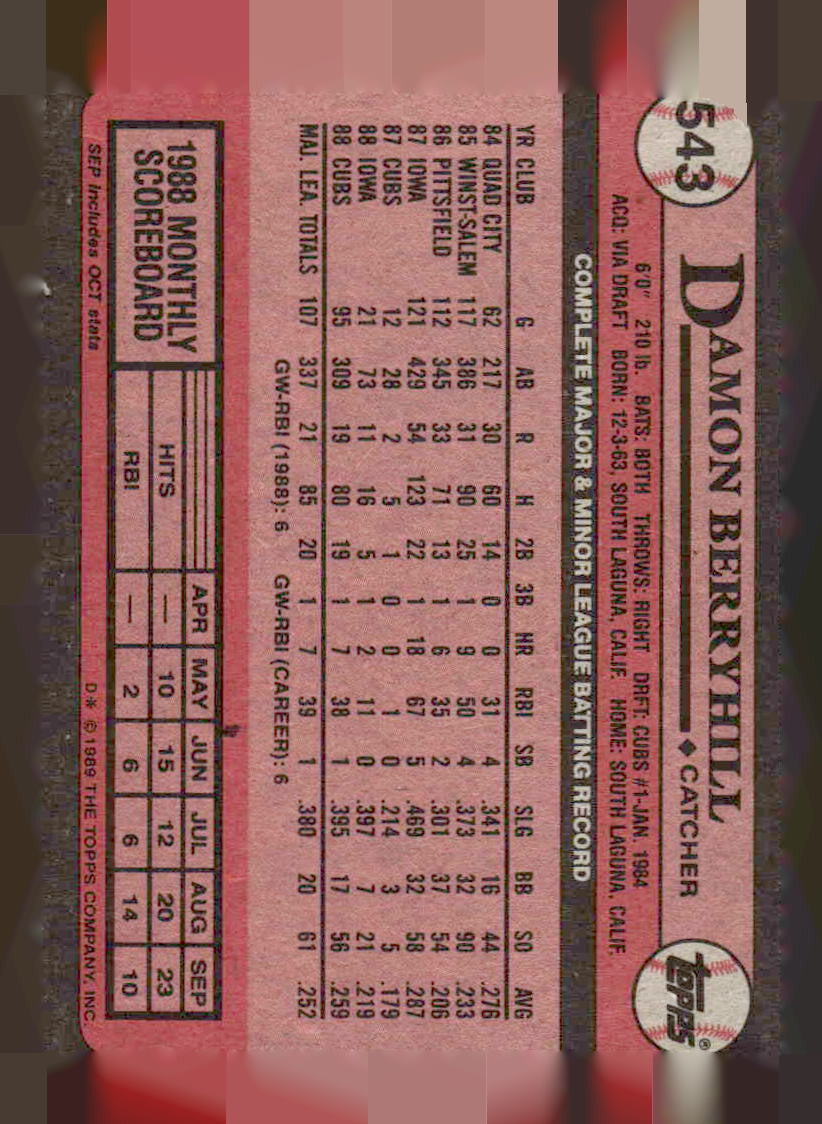 543
DAMON BERRYHILL
◆CATCHER
TOPPS®
6'0" 210 lb. BATS: BOTH THROWS: RIGHT DRFT: CUBS #1-JAN. 1984
ACQ: VIA DRAFT BORN: 12-3-63, SOUTH LAGUNA, CALIF. HOME: SOUTH LAGUNA, CALIF.
COMPLETE MAJOR & MINOR LEAGUE BATTING RECORD
YR CLUB G AB R H 2B 3B HR RBI SB SLG BB SO AVG
84 QUAD CITY 62 217 30 60 14 0 0 31 4 .341 16 44 .276
85 WINST-SALEM 117 386 31 90 25 1 9 50 4 .373 32 90 .233
86 PITTSFIELD 112 345 33 71 13 1 6 35 2 .301 37 54 .206
87 IOWA 121 429 54 123 22 1 18 67 5 .469 32 58 .287
87 CUBS 12 28 2 5 1 0 0 1 0 .214 3 5 .179
88 IOWA 21 73 11 16 5 1 2 11 0 .397 7 21 .219
88 CUBS 95 309 19 80 19 1 7 38 1 .395 17 56 .259
MAJ. LEA. TOTALS 107 337 21 85 20 1 7 39 1 .380 20 61 .252
GW-RBI (1988): 6 GW-RBI (CAREER): 6
1988 MONTHLY
SCOREBOARD
APR MAY JUN JUL AUG SEP
HITS — 10 15 12 20 23
RBI — 2 6 6 14 10
SEP includes OCT stats
D* © 1989 THE TOPPS COMPANY, INC.